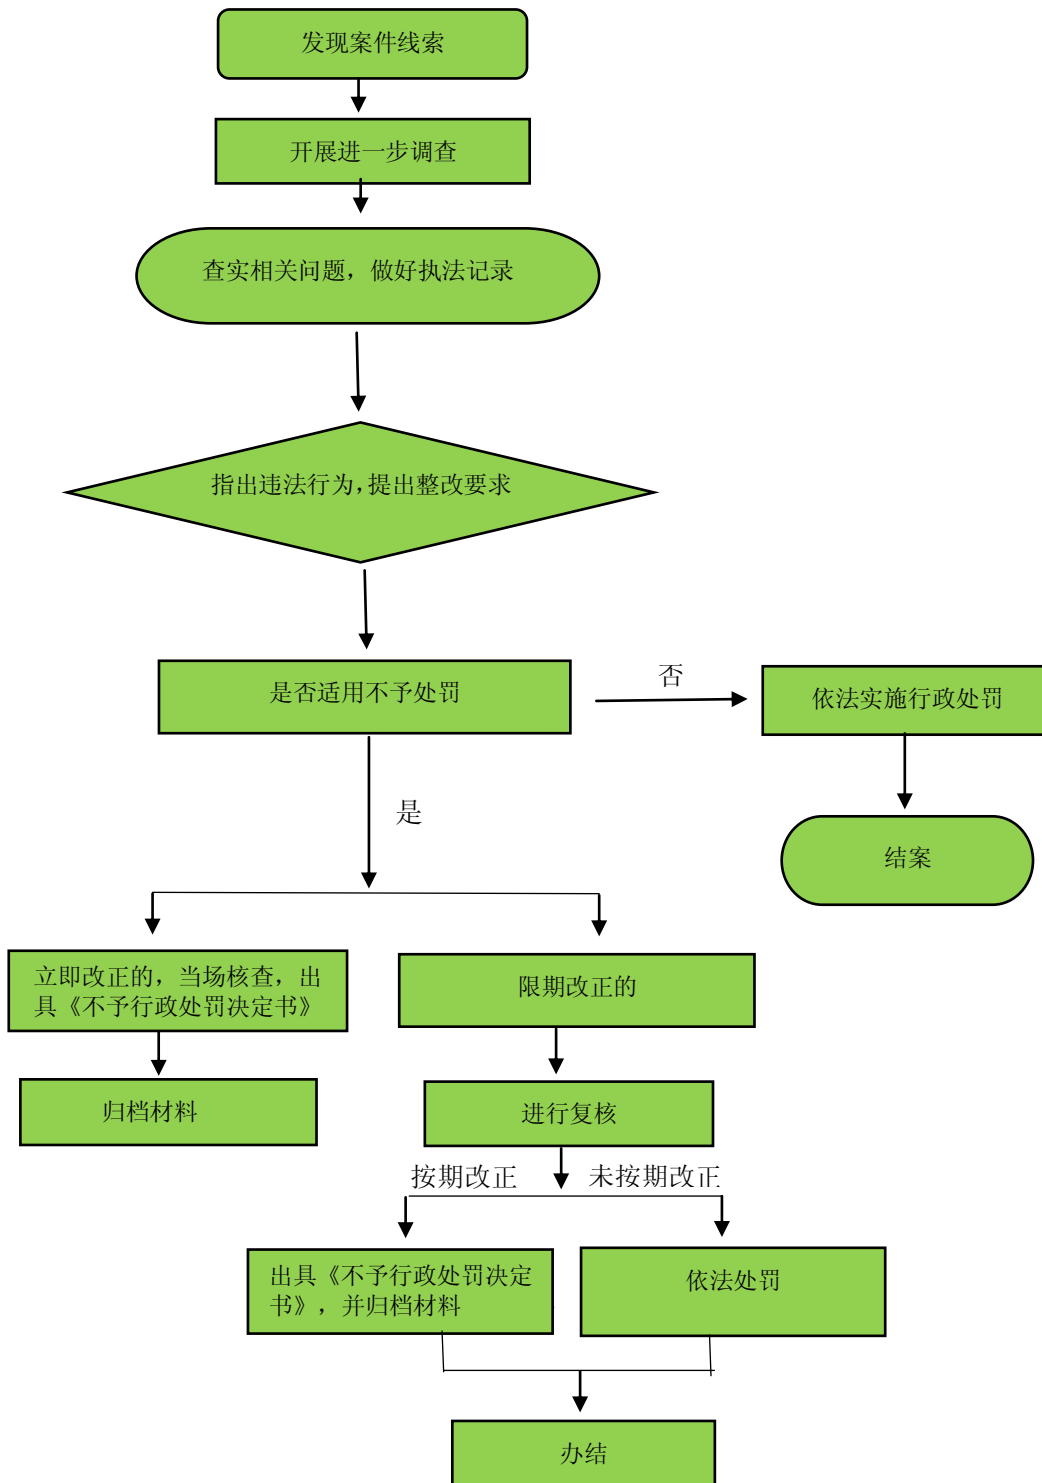 发现案件线索
开展进一步调查
查实相关问题，做好执法记录
指出违法行为，提出整改要求
是否适用不予处罚
否
依法实施行政处罚
是
结案
立即改正的，当场核查，出
具《不予行政处罚决定书》
限期改正的
归档材料
进行复核
按期改正
未按期改正
出具《不予行政处罚决定
书》，并归档材料
依法处罚
办结